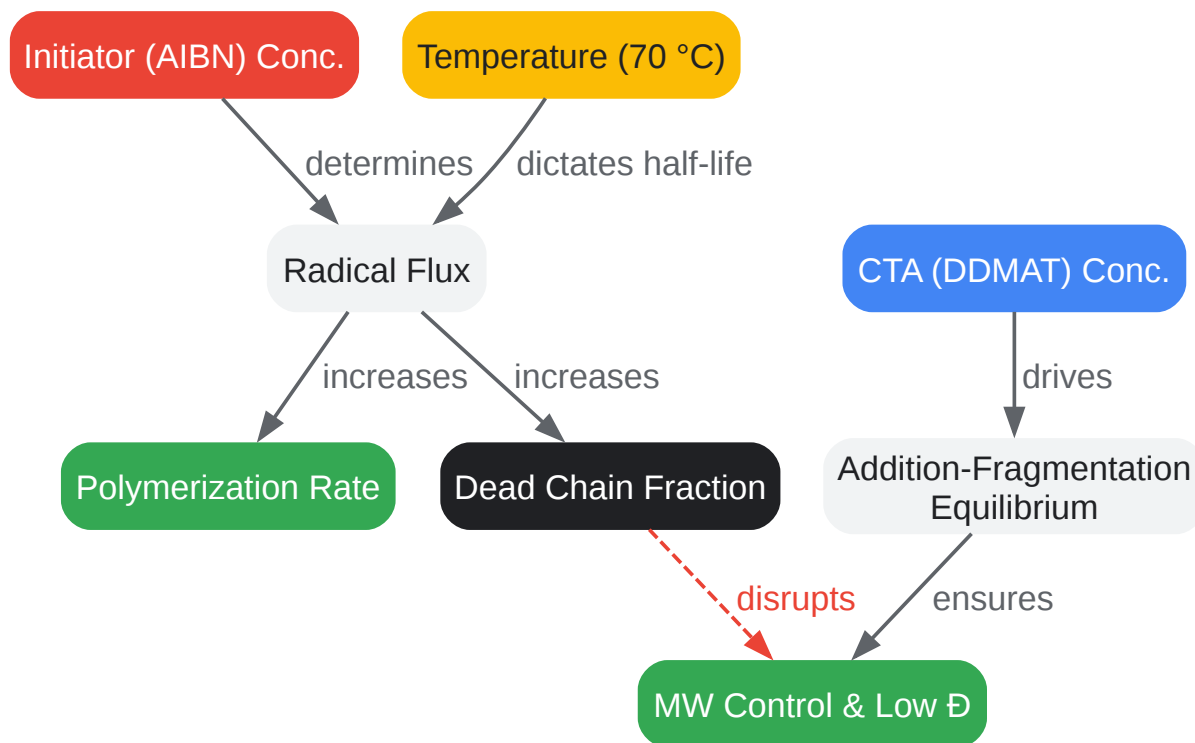 Initiator (AIBN) Conc.
Temperature (70 °C)
determines
dictates half-life
Radical Flux
CTA (DDMAT) Conc.
increases
increases
drives
Polymerization Rate
Dead Chain Fraction
Addition-Fragmentation
Equilibrium
disrupts
ensures
MW Control & Low Đ